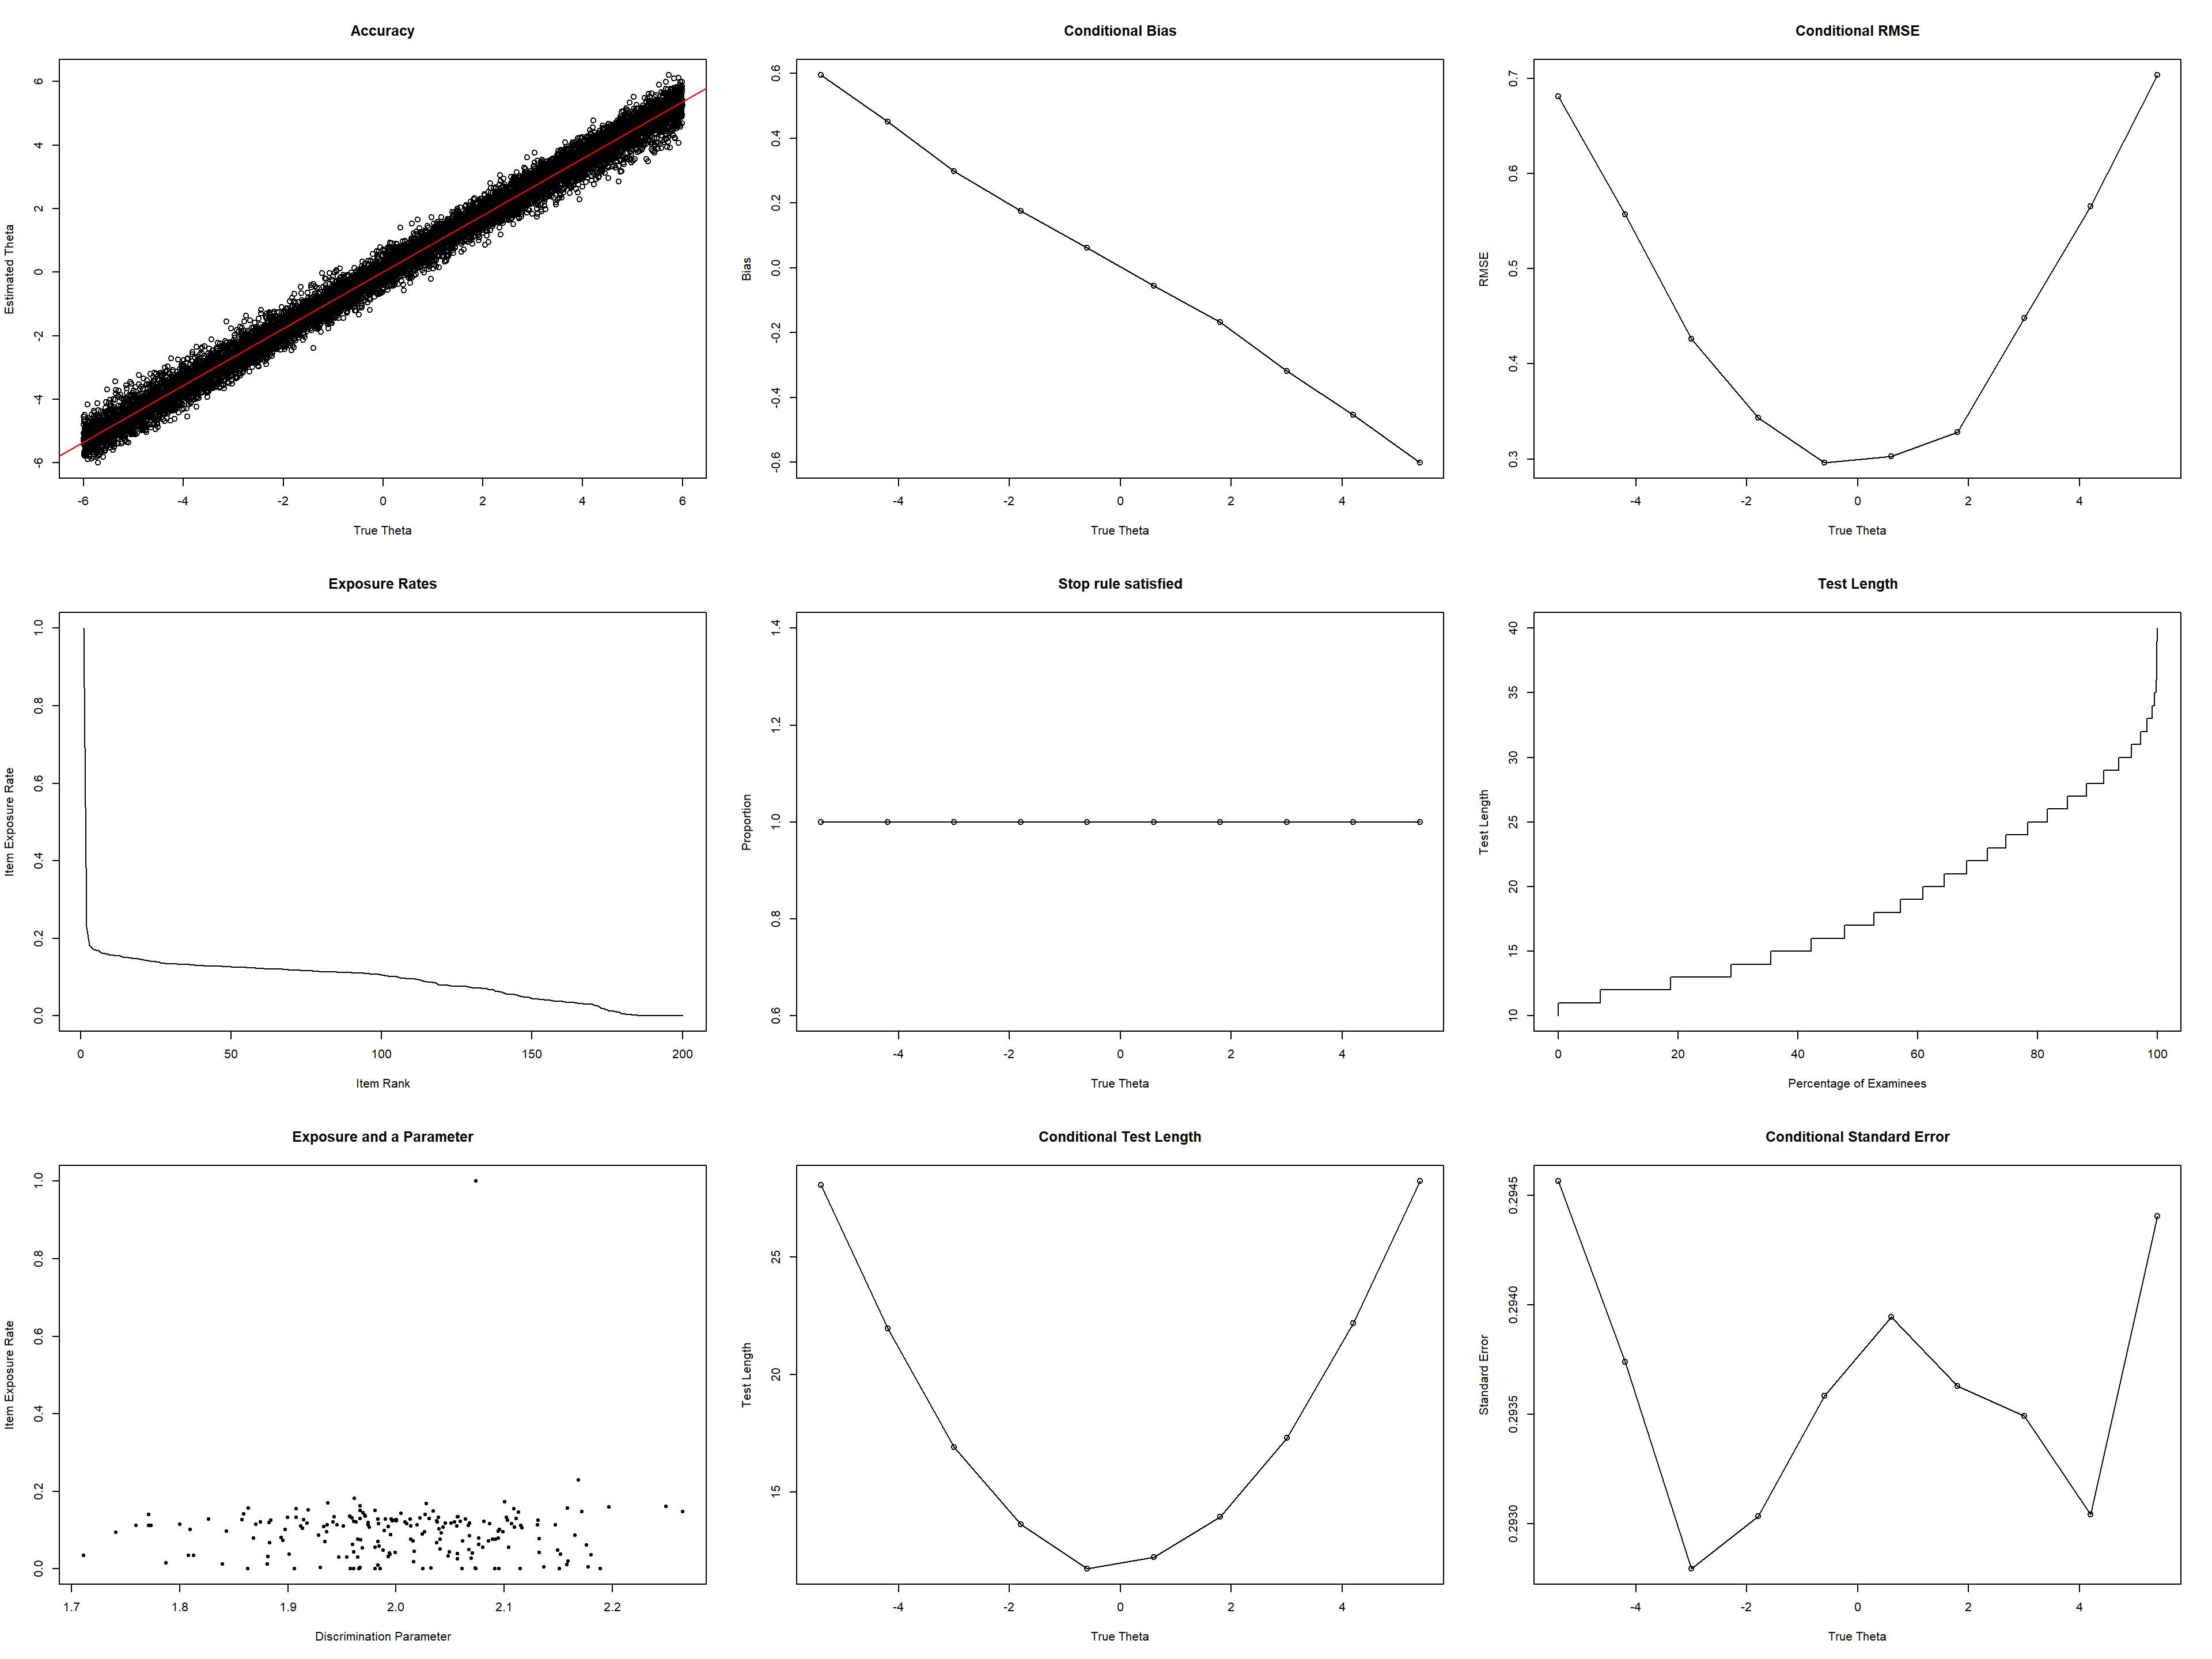 Accuracy
Estimated Theta
6
4
2
0
-2
-4
-6
-6 -4 -2 0 2 4 6
True Theta
Conditional Bias
Bias
0.6
0.4
0.2
0.0
-0.2
-0.4
-0.6
-4 -2 0 2 4
True Theta
Conditional RMSE
RMSE
0.7
0.6
0.5
0.4
0.3
-4 -2 0 2 4
True Theta
Exposure Rates
Item Exposure Rate
1.0
0.8
0.6
0.4
0.2
0.0
0 50 100 150 200
Item Rank
Stop rule satisfied
Proportion
1.4
1.2
1.0
0.8
0.6
-4 -2 0 2 4
True Theta
Test Length
Test Length
40
35
30
25
20
15
10
0 20 40 60 80 100
Percentage of Examinees
Exposure and a Parameter
Item Exposure Rate
1.0
0.8
0.6
0.4
0.2
0.0
1.7 1.8 1.9 2.0 2.1 2.2
Discrimination Parameter
Conditional Test Length
Test Length
25
20
15
-4 -2 0 2 4
True Theta
Conditional Standard Error
Standard Error
0.2945
0.2940
0.2935
0.2930
-4 -2 0 2 4
True Theta